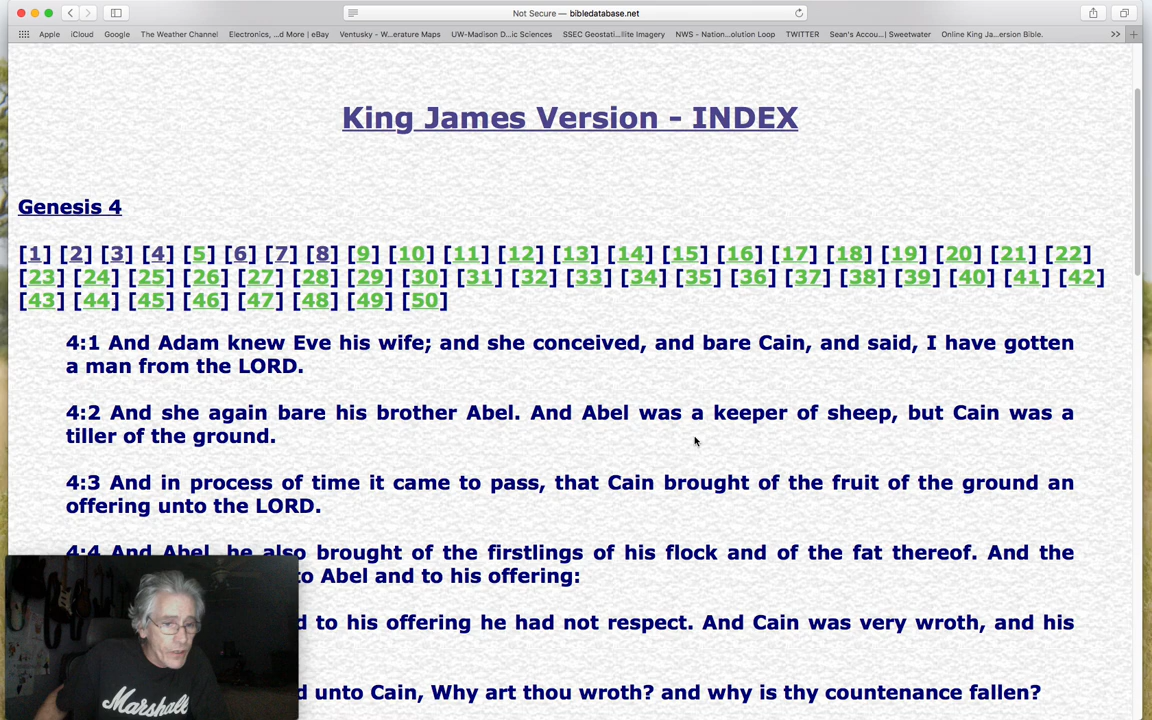 Not Secure — bibledatabase.net
Apple
iCloud
Google
The Weather Channel
Electronics, ...d More | eBay
Ventusky - W...erature Maps
UW-Madison D...ic Sciences
SSEC Geostati...llite Imagery
NWS - Nation...olution Loop
TWITTER
Sean's Accou...| Sweetwater
Online King Ja...ersion Bible.
>>
King James Version - INDEX
Genesis 4
[1] [2] [3] [4] [5] [6] [7] [8] [9] [10] [11] [12] [13] [14] [15] [16] [17] [18] [19] [20] [21] [22]
[23] [24] [25] [26] [27] [28] [29] [30] [31] [32] [33] [34] [35] [36] [37] [38] [39] [40] [41] [42]
[43] [44] [45] [46] [47] [48] [49] [50]
4:1 And Adam knew Eve his wife; and she conceived, and bare Cain, and said, I have gotten
a man from the LORD.
4:2 And she again bare his brother Abel. And Abel was a keeper of sheep, but Cain was a
tiller of the ground.
4:3 And in process of time it came to pass, that Cain brought of the fruit of the ground an
offering unto the LORD.
4:4 And Abel, he also brought of the firstlings of his flock and of the fat thereof. And the
to Abel and to his offering:
d to his offering he had not respect. And Cain was very wroth, and his
d unto Cain, Why art thou wroth? and why is thy countenance fallen?
Marshall